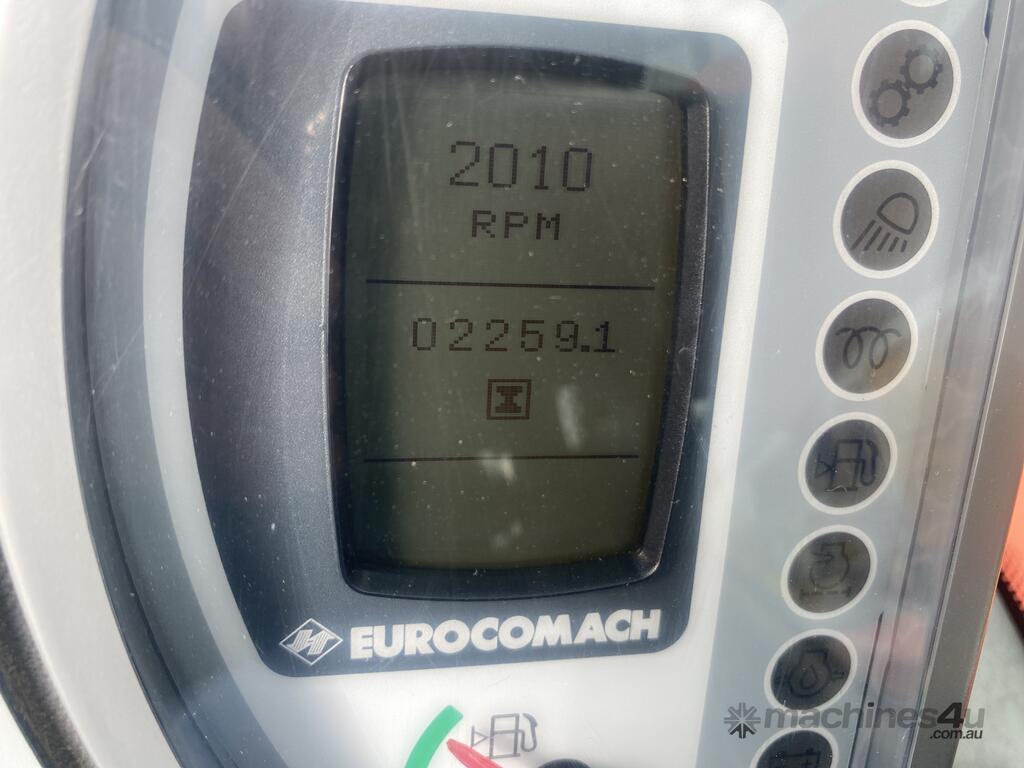 2010
RPM
02259.1
EUROCOMACH
machines4u
.com.au